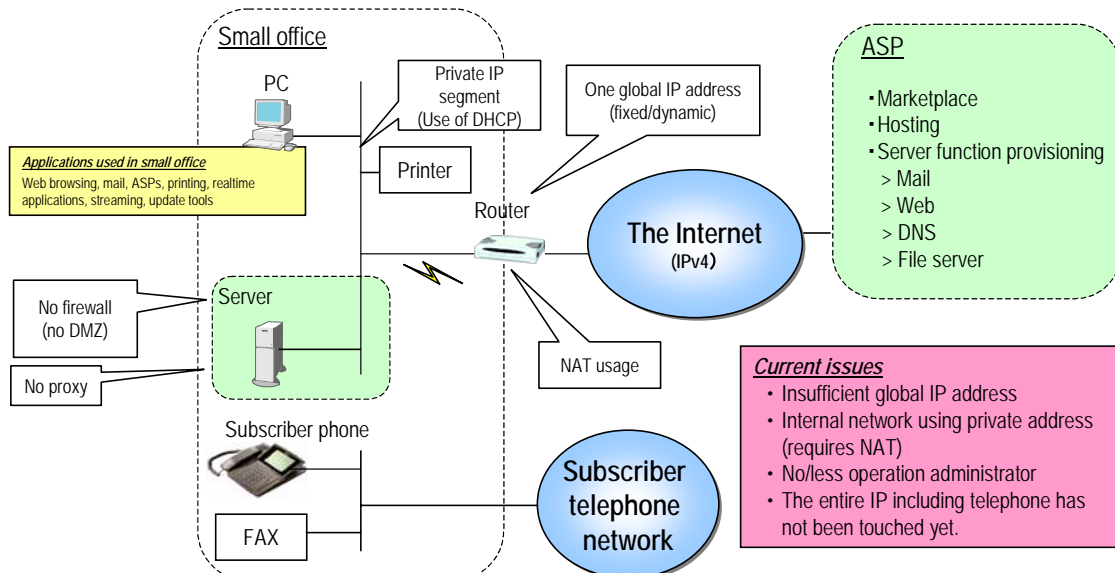 Small office
PC
Private IP
segment
(Use of DHCP)
One global IP address
(fixed/dynamic)
ASP
・Marketplace
・Hosting
・Server function provisioning
> Mail
> Web
> DNS
> File server
Applications used in small office
Web browsing, mail, ASPs, printing, realtime
applications, streaming, update tools
Printer
Router
The Internet
(IPv4)
No firewall
(no DMZ)
Server
No proxy
NAT usage
Current issues
• Insufficient global IP address
• Internal network using private address
(requires NAT)
• No/less operation administrator
• The entire IP including telephone has
not been touched yet.
Subscriber phone
FAX
Subscriber
telephone
network